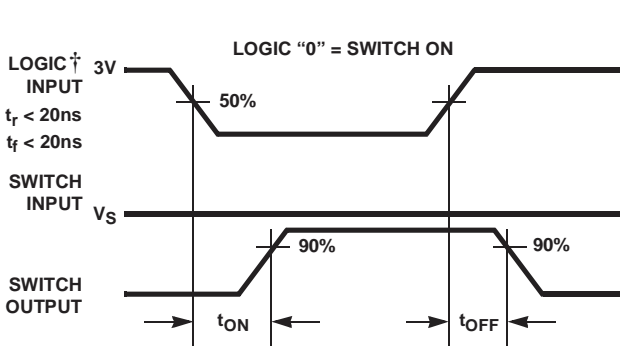 LOGIC "0" = SWITCH ON
LOGIC† INPUT
3V
tr < 20ns
tf < 20ns
50%
SWITCH INPUT
VS
90%
90%
SWITCH OUTPUT
tON
tOFF